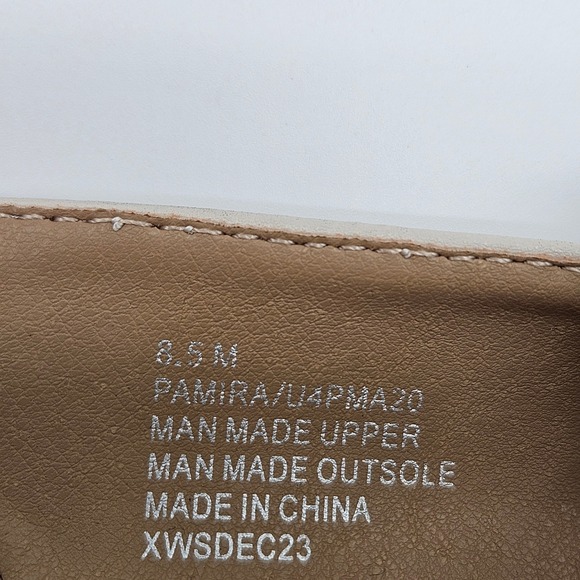 8.5 M
PAMIRA/U4PMA20
MAN MADE UPPER
MAN MADE OUTSOLE
MADE IN CHINA
XWSDEC23